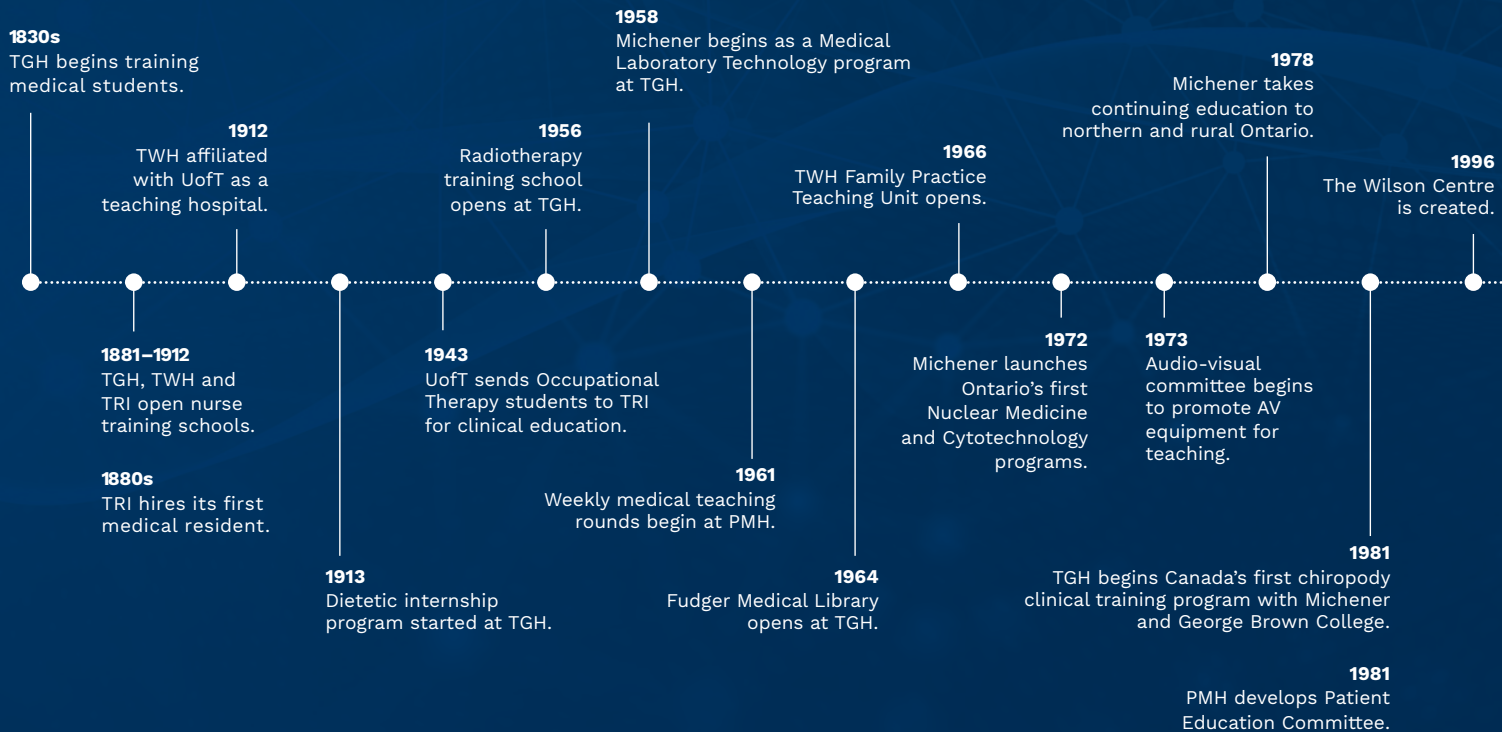 1830s
TGH begins training
medical students.
1881–1912
TGH, TWH and
TRI open nurse
training schools.
1880s
TRI hires its first
medical resident.
1912
TWH affiliated
with UofT as a
teaching hospital.
1913
Dietetic internship
program started at TGH.
1943
UofT sends Occupational
Therapy students to TRI
for clinical education.
1956
Radiotherapy
training school
opens at TGH.
1958
Michener begins as a Medical
Laboratory Technology program
at TGH.
1961
Weekly medical teaching
rounds begin at PMH.
1964
Fudger Medical Library
opens at TGH.
1966
TWH Family Practice
Teaching Unit opens.
1972
Michener launches
Ontario’s first
Nuclear Medicine
and Cytotechnology
programs.
1973
Audio-visual
committee begins
to promote AV
equipment for
teaching.
1978
Michener takes
continuing education to
northern and rural Ontario.
1981
TGH begins Canada’s first chiropody
clinical training program with Michener
and George Brown College.
1981
PMH develops Patient
Education Committee.
1996
The Wilson Centre
is created.